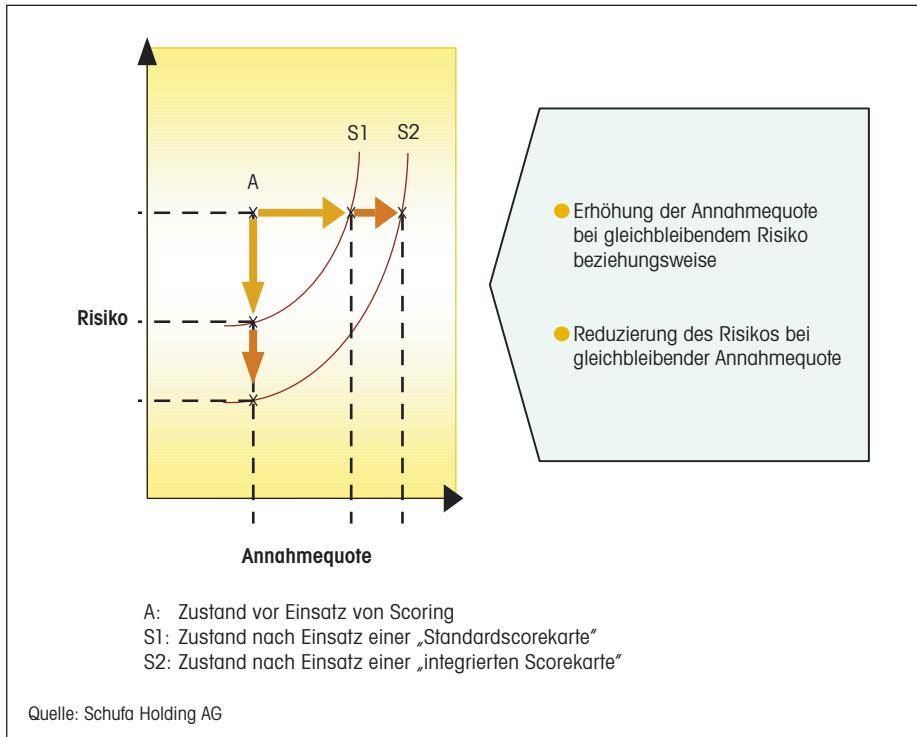 S1
S2
A
Erhöhung der Annahmequote
bei gleichbleibendem Risiko
beziehungsweise
Risiko
Reduzierung des Risikos bei
gleichbleibender Annahmequote
Annahmequote
A: Zustand vor Einsatz von Scoring
S1: Zustand nach Einsatz einer „Standardscorekarte“
S2: Zustand nach Einsatz einer „integrierten Scorekarte“
Quelle: Schufa Holding AG